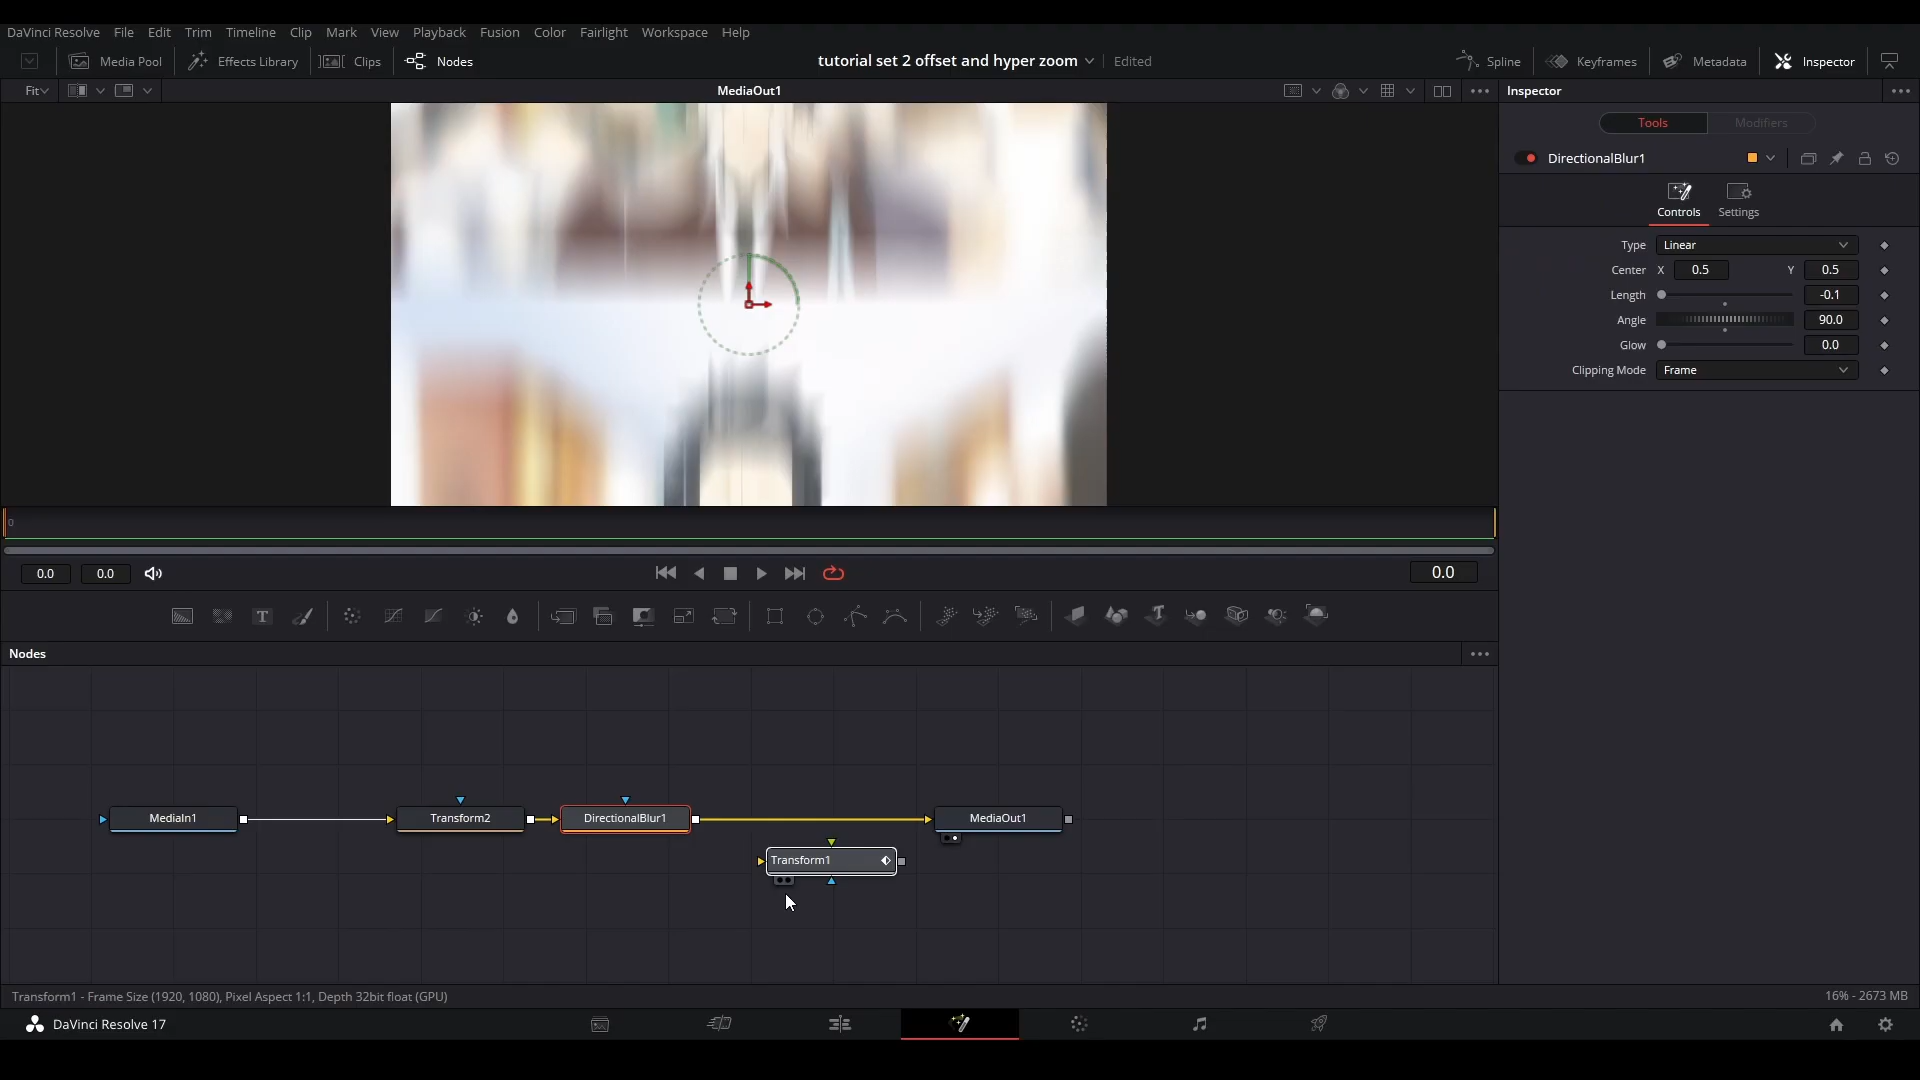 DaVinci Resolve File Edit Trim Timeline Clip Mark View Playback Fusion Color Fairlight Workspace Help
Media Pool Effects Library Clips Nodes tutorial set 2 offset and hyper zoom Edited Spline Keyframes Metadata Inspector
Fit MediaOut1 Inspector
Tools Modifiers
DirectionalBlur1
Controls Settings
Type Linear
Center X 0.5 Y 0.5
Length -0.1
Angle 90.0
Glow 0.0
Clipping Mode Frame
0
0.0 0.0 0.0
Nodes
MediaIn1 Transform2 DirectionalBlur1 MediaOut1
Transform1
Transform1 - Frame Size (1920, 1080), Pixel Aspect 1:1, Depth 32bit float (GPU) 16% - 2673 MB
DaVinci Resolve 17